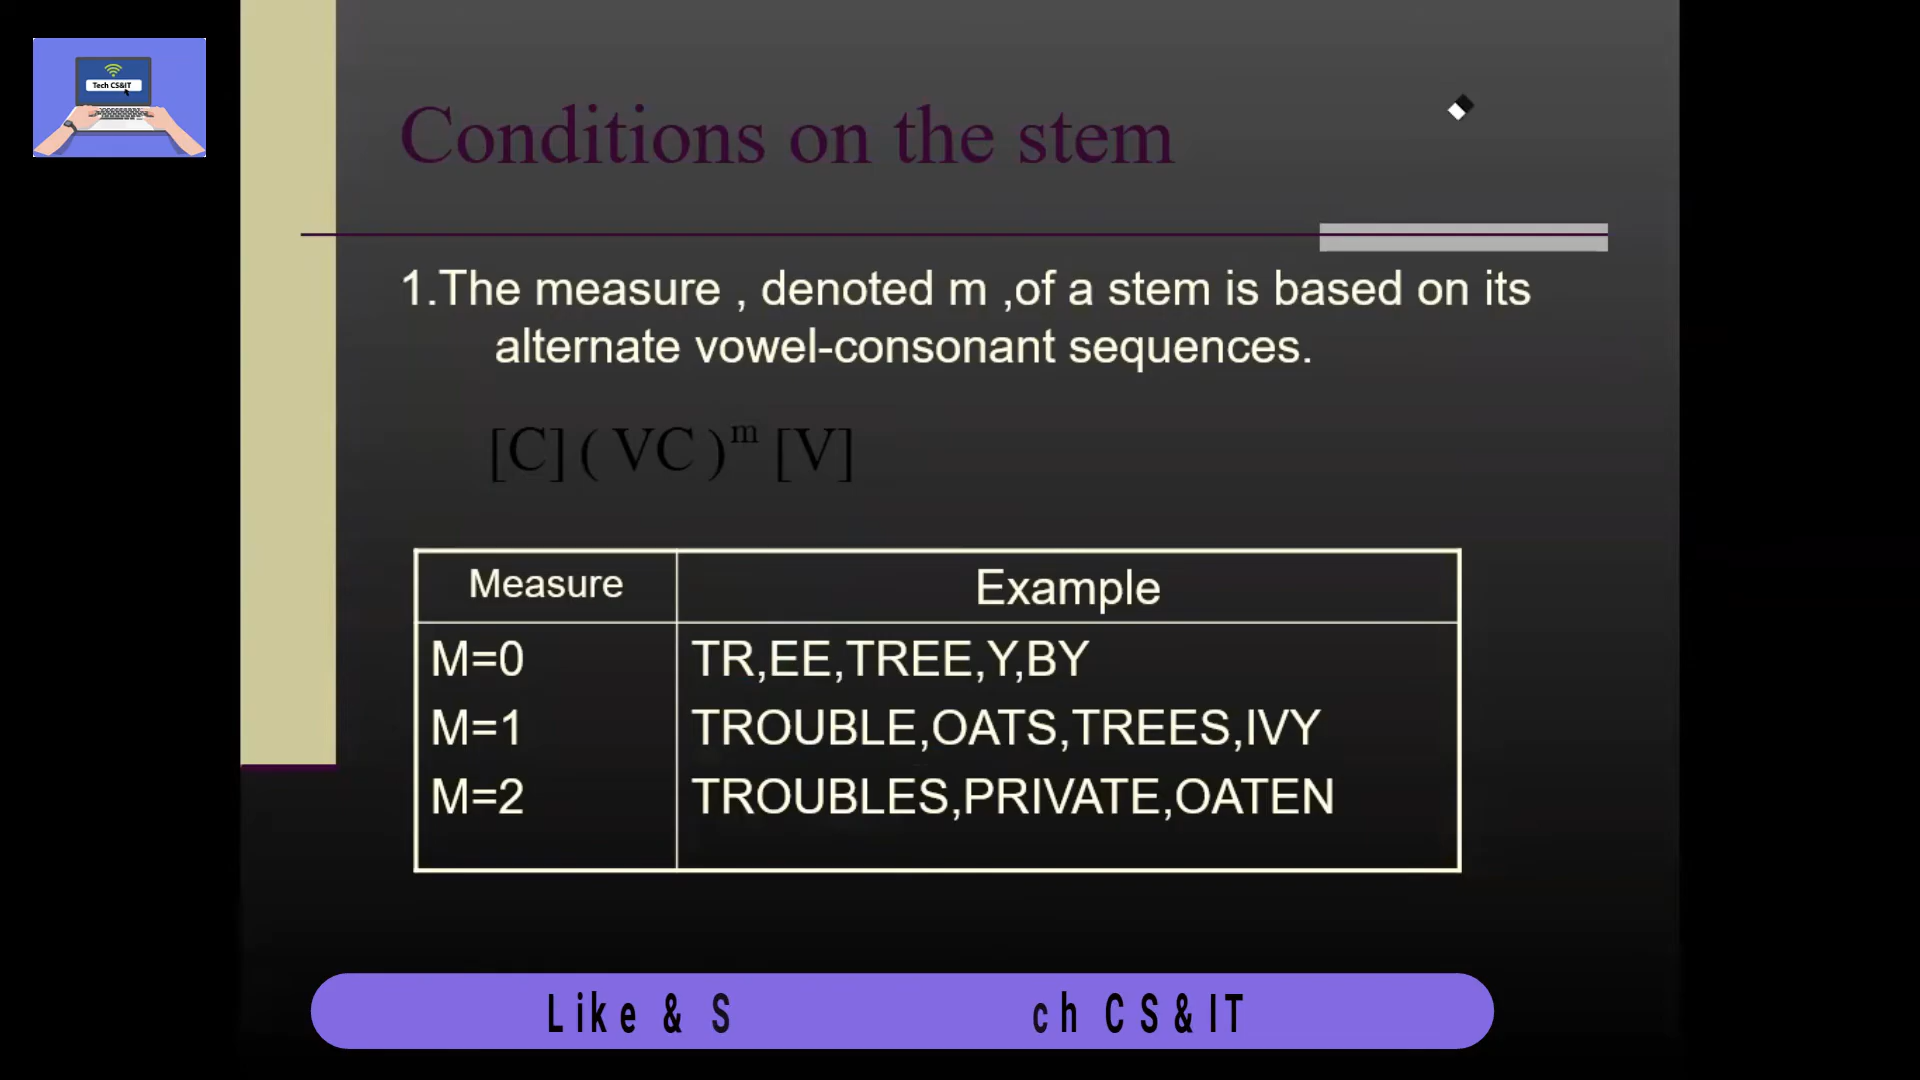 Tech CS&IT
Conditions on the stem
1.The measure , denoted m ,of a stem is based on its
alternate vowel-consonant sequences.
[C] ( VC )^m [V]
Measure Example
M=0 TR,EE,TREE,Y,BY
M=1 TROUBLE,OATS,TREES,IVY
M=2 TROUBLES,PRIVATE,OATEN
Like & S ch CS&IT